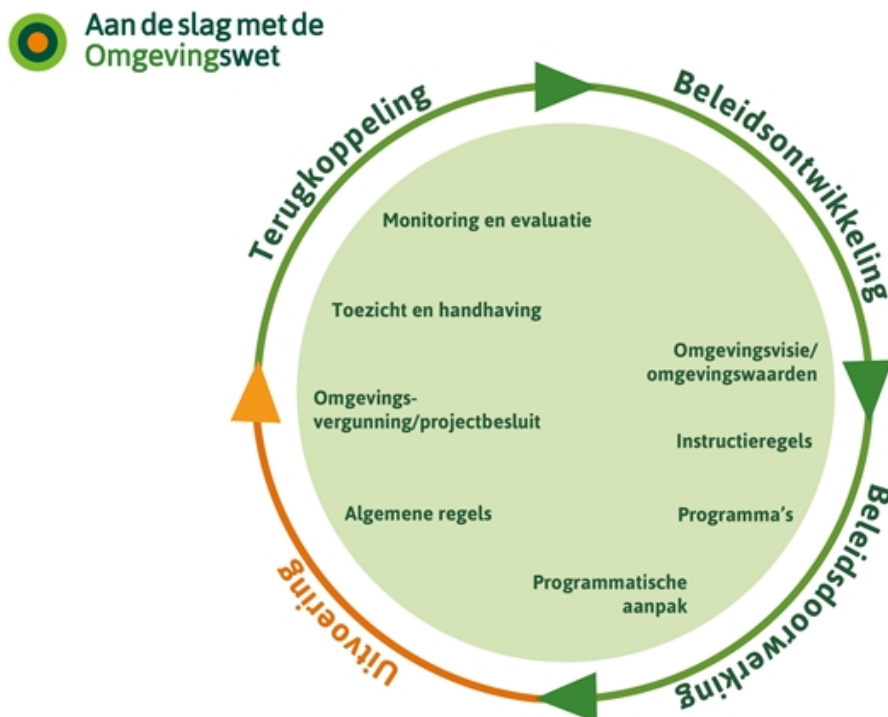 Aan de slag met de
Omgevingswet
Terugkoppeling
Beleidsontwikkeling
Monitoring en evaluatie
Toezicht en handhaving
Omgevingsvisie/
omgevingswaarden
Omgevings-
vergunning/projectbesluit
Instructieregels
Algemene regels
Programma's
Programmatische
aanpak
Beleidsdoorwerking
Uitvoering